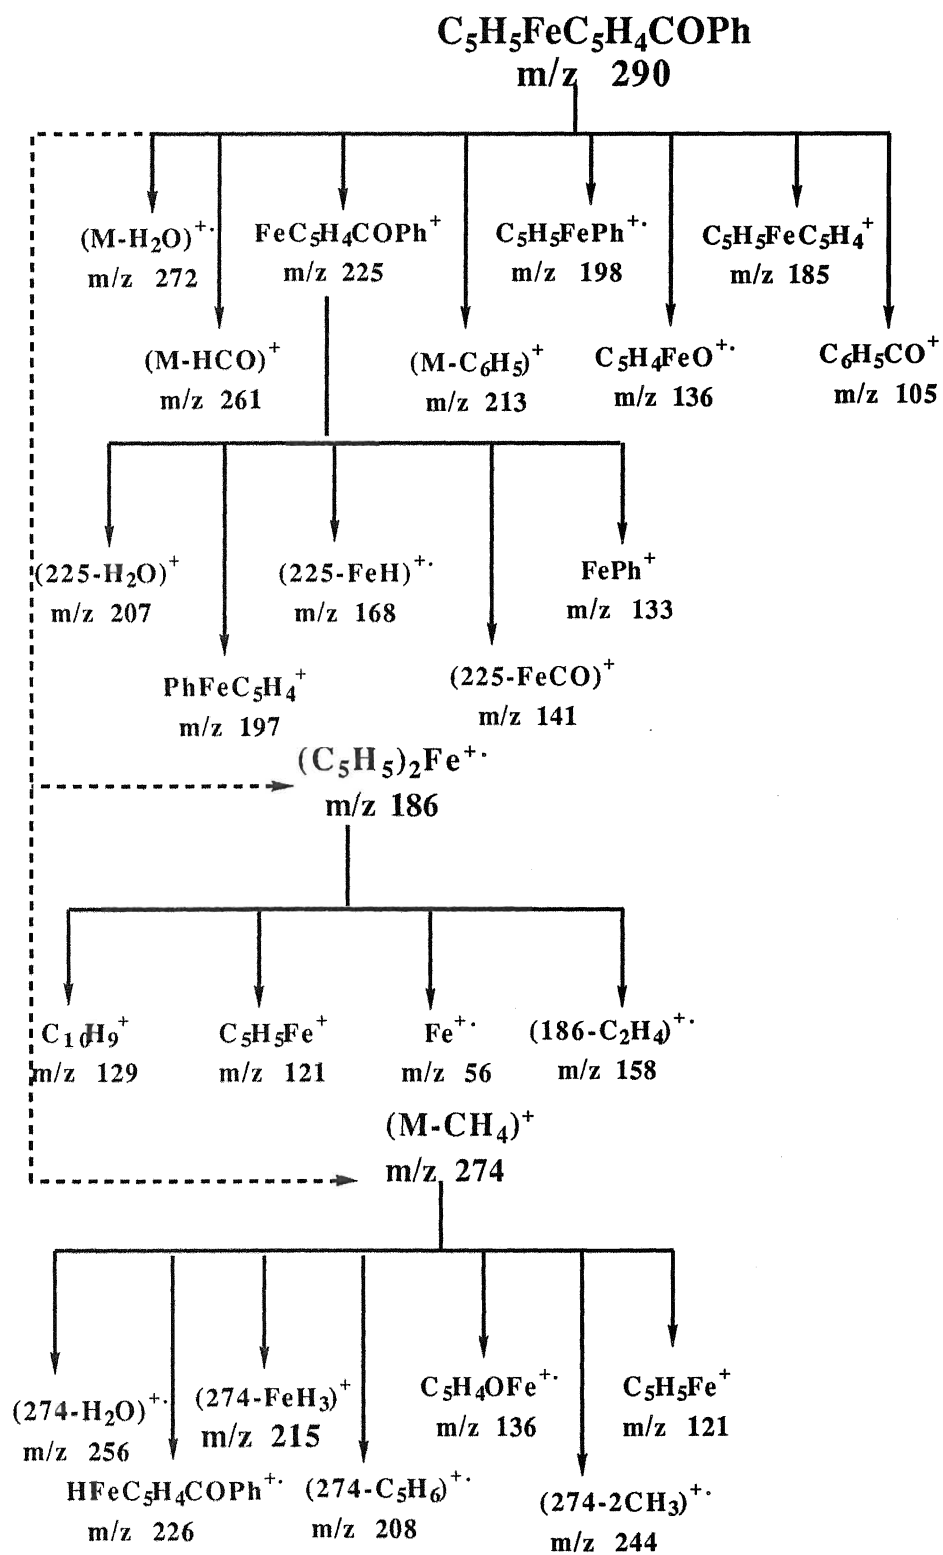 C₅H₅FeC₅H₄COPh
m/z 290
(M-H₂O)⁺·
m/z 272
FeC₅H₄COPh⁺
m/z 225
C₅H₅FePh⁺·
m/z 198
C₅H₅FeC₅H₄⁺
m/z 185
(M-HCO)⁺
m/z 261
(M-C₆H₅)⁺
m/z 213
C₅H₄FeO⁺·
m/z 136
C₆H₅CO⁺
m/z 105
(225-H₂O)⁺
m/z 207
(225-FeH)⁺·
m/z 168
FePh⁺
m/z 133
PhFeC₅H₄⁺
m/z 197
(225-FeCO)⁺
m/z 141
(C₅H₅)₂Fe⁺·
m/z 186
C₁₀H₉⁺
m/z 129
C₅H₅Fe⁺
m/z 121
Fe⁺·
m/z 56
(186-C₂H₄)⁺·
m/z 158
(M-CH₄)⁺
m/z 274
(274-H₂O)⁺·
m/z 256
(274-FeH₃)⁺
m/z 215
C₅H₄OFe⁺·
m/z 136
C₅H₅Fe⁺
m/z 121
HFeC₅H₄COPh⁺·
m/z 226
(274-C₅H₆)⁺·
m/z 208
(274-2CH₃)⁺·
m/z 244